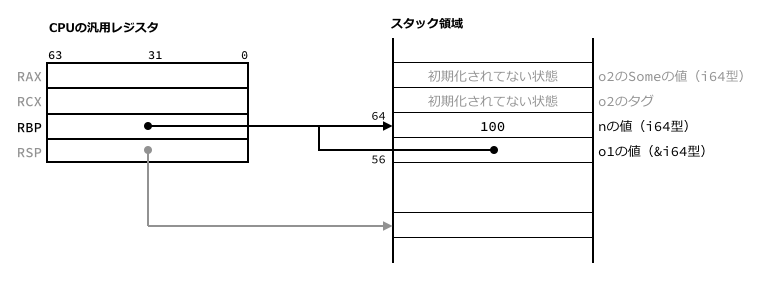 CPUの汎用レジスタ
スタック領域
63 31 0
RAX 初期化されてない状態 o2のSomeの値（i64型）
RCX 初期化されてない状態 o2のタグ
64
RBP 100 nの値（i64型）
RSP o1の値（&i64型）
56